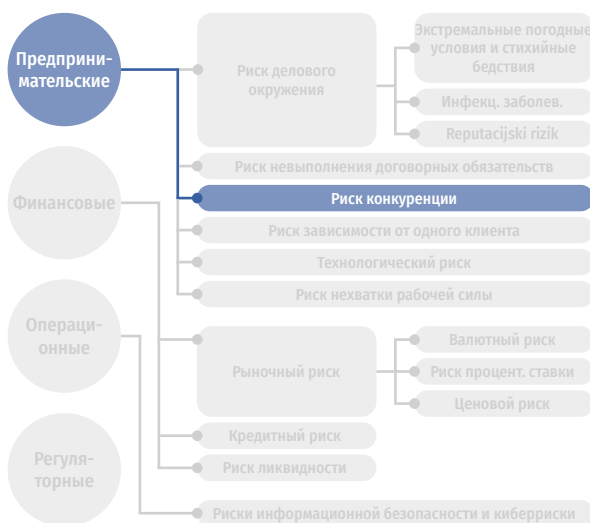 Предприни-
мательские
Риск делового
окружения
Экстремальные погодные
условия и стихийные
бедствия
Инфекц. заболев.
Reputacijski rizik
Риск невыполения договорных обязательств
Риск конкуренции
Риск зависимости от одного клиента
Технологический риск
Риск нехватки рабочей силы
Финансовые
Рыночный риск
Валютный риск
Риск процент. ставки
Ценовой риск
Кредитный риск
Риск ликвидности
Операци-
онные
Риски информационной безопасности и киберриски
Регуля-
торные